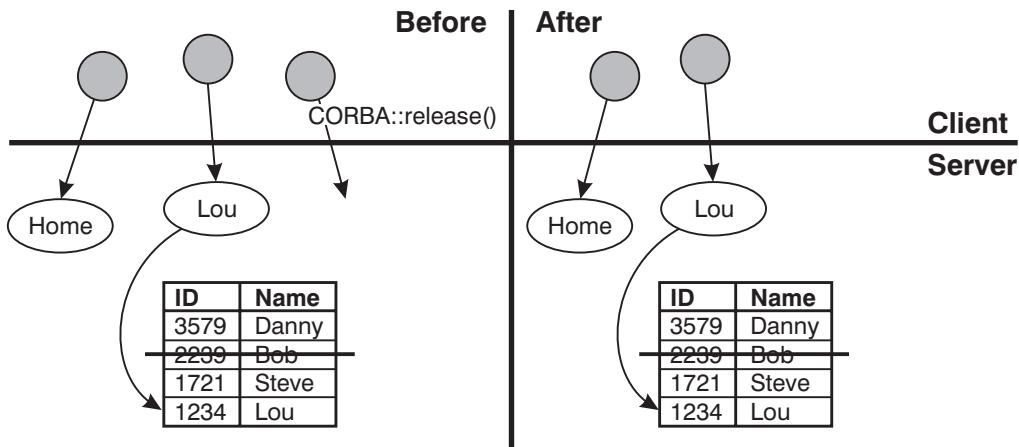 Before
After
CORBA::release()
Client
Server
Home
Lou
ID Name
3579 Danny
2239 Bob
1721 Steve
1234 Lou
Home
Lou
ID Name
3579 Danny
2239 Bob
1721 Steve
1234 Lou